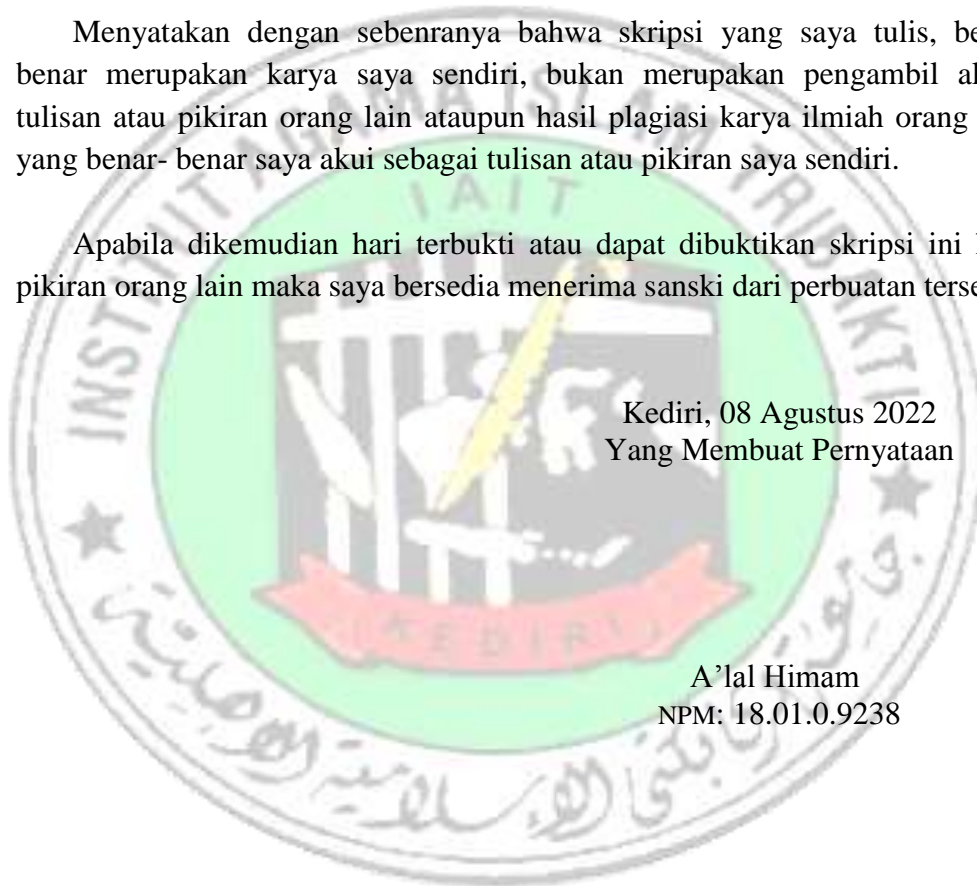 Menyatakan dengan sebenranya bahwa skripsi yang saya tulis, be
benar merupakan karya saya sendiri, bukan merupakan pengambil al
tulisan atau pikiran orang lain ataupun hasil plagiasi karya ilmiah orang
yang benar- benar saya akui sebagai tulisan atau pikiran saya sendiri.
Apabila dikemudian hari terbukti atau dapat dibuktikan skripsi ini
pikiran orang lain maka saya bersedia menerima sanski dari perbuatan terse
Kediri, 08 Agustus 2022
Yang Membuat Pernyataan
A’lal Himam
NPM: 18.01.0.9238
INSTITUT AGAMA ISLAM TRIBAKTI
IAIT
KEDIRI